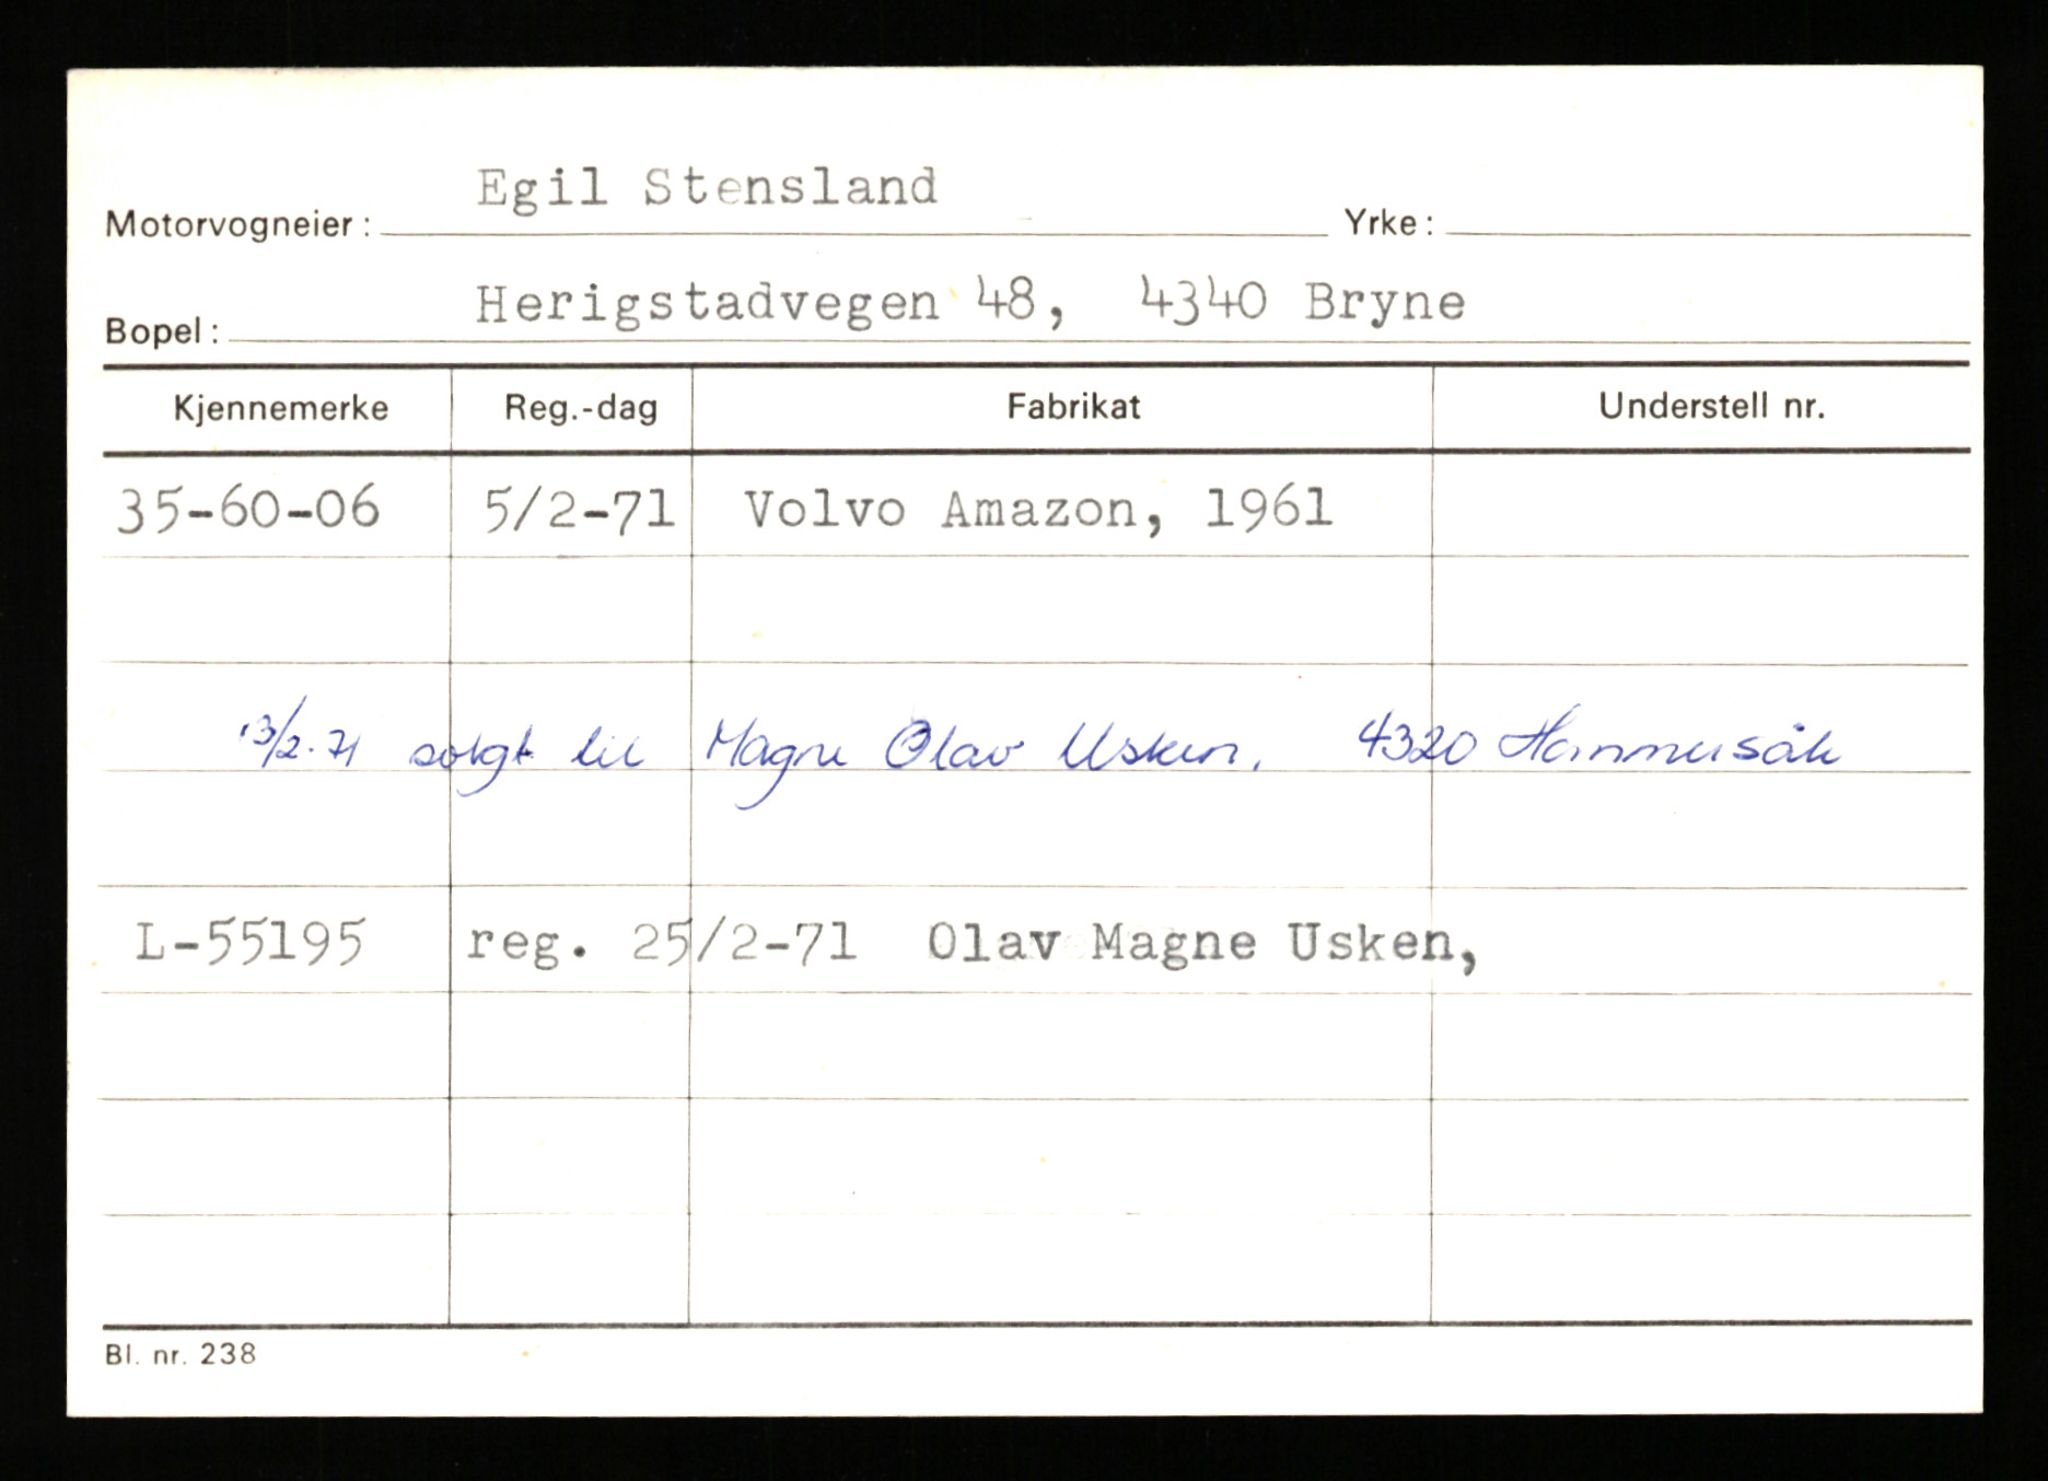 Egil Stensland
Motorvogneier: Yrke:
Herigstadvegen 48, 4340 Bryne
Bopel:
Kjennemerke Reg.-dag Fabrikat Understell nr.
35-60-06 5/2-71 Volvo Amazon, 1961
13/2.71 solgt til Magne Olav Usken, 4320 Hommersåk
L-55195 reg. 25/2-71 Olav Magne Usken,
Bl. nr. 238